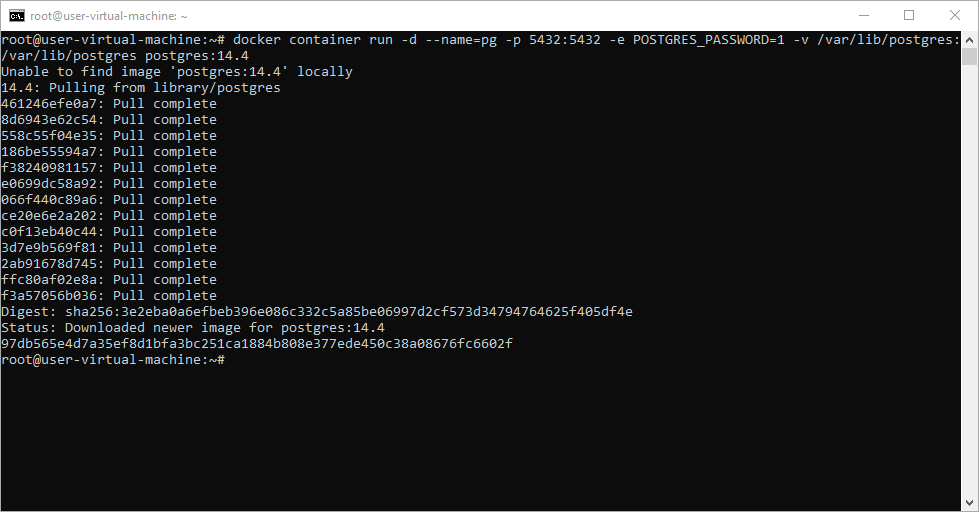 root@user-virtual-machine: ~
root@user-virtual-machine:~# docker container run -d --name=pg -p 5432:5432 -e POSTGRES_PASSWORD=1 -v /var/lib/postgres:
/var/lib/postgres postgres:14.4
Unable to find image 'postgres:14.4' locally
14.4: Pulling from library/postgres
461246efe0a7: Pull complete
8d6943e62c54: Pull complete
558c55f04e35: Pull complete
186be55594a7: Pull complete
f38240981157: Pull complete
e0699dc58a92: Pull complete
066f440c89a6: Pull complete
ce20e6e2a202: Pull complete
c0f13eb40c44: Pull complete
3d7e9b569f81: Pull complete
2ab91678d745: Pull complete
ffc80af02e8a: Pull complete
f3a57056b036: Pull complete
Digest: sha256:3e2eba0a6efbeb396e086c332c5a85be06997d2cf573d34794764625f405df4e
Status: Downloaded newer image for postgres:14.4
97db565e4d7a35ef8d1bfa3bc251ca1884b808e377ede450c38a08676fc6602f
root@user-virtual-machine:~#